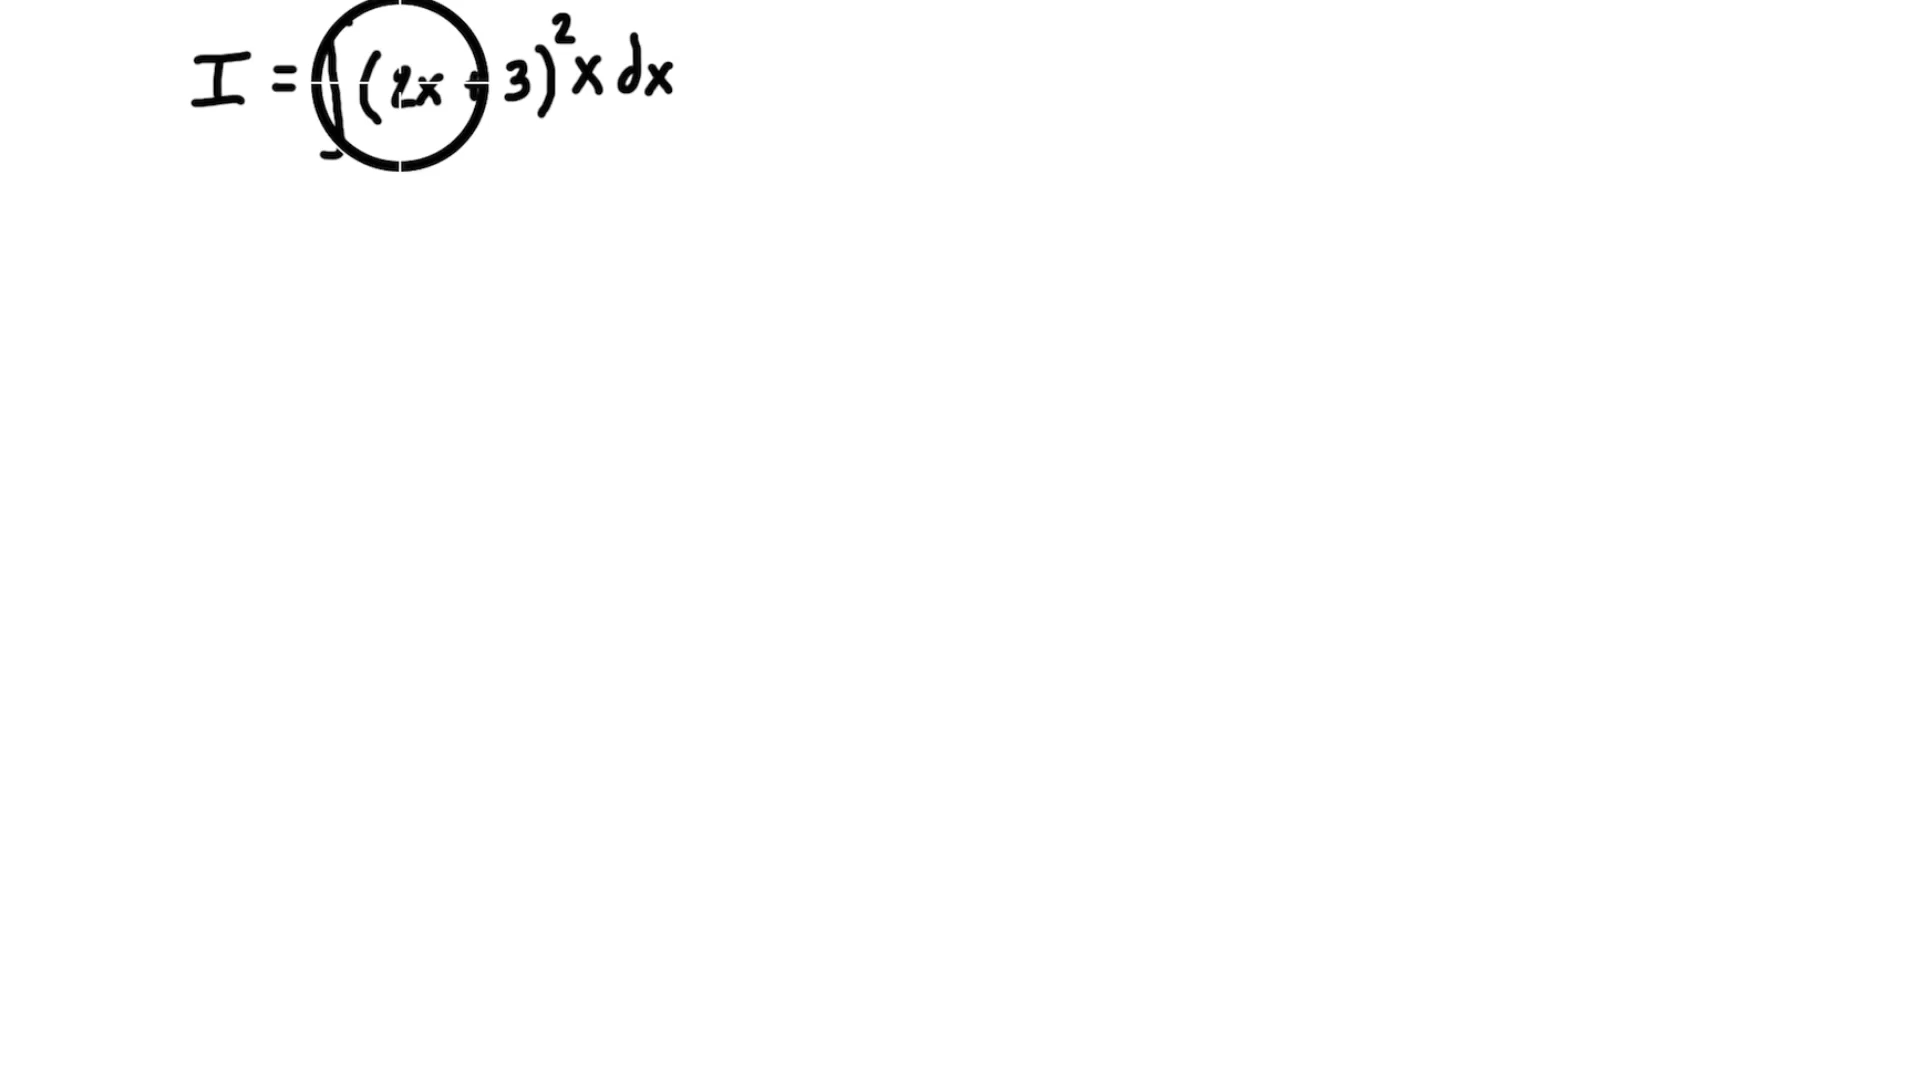 I = ∫ (2x + 3)²x dx